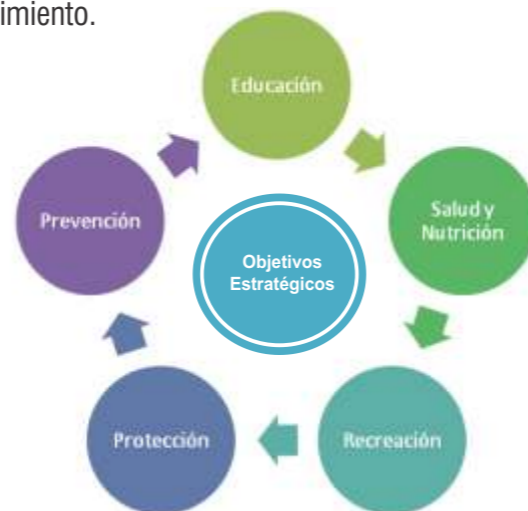 imiento.
Educación
Salud y
Nutrición
Recreación
Protección
Prevención
Objetivos
Estratégicos